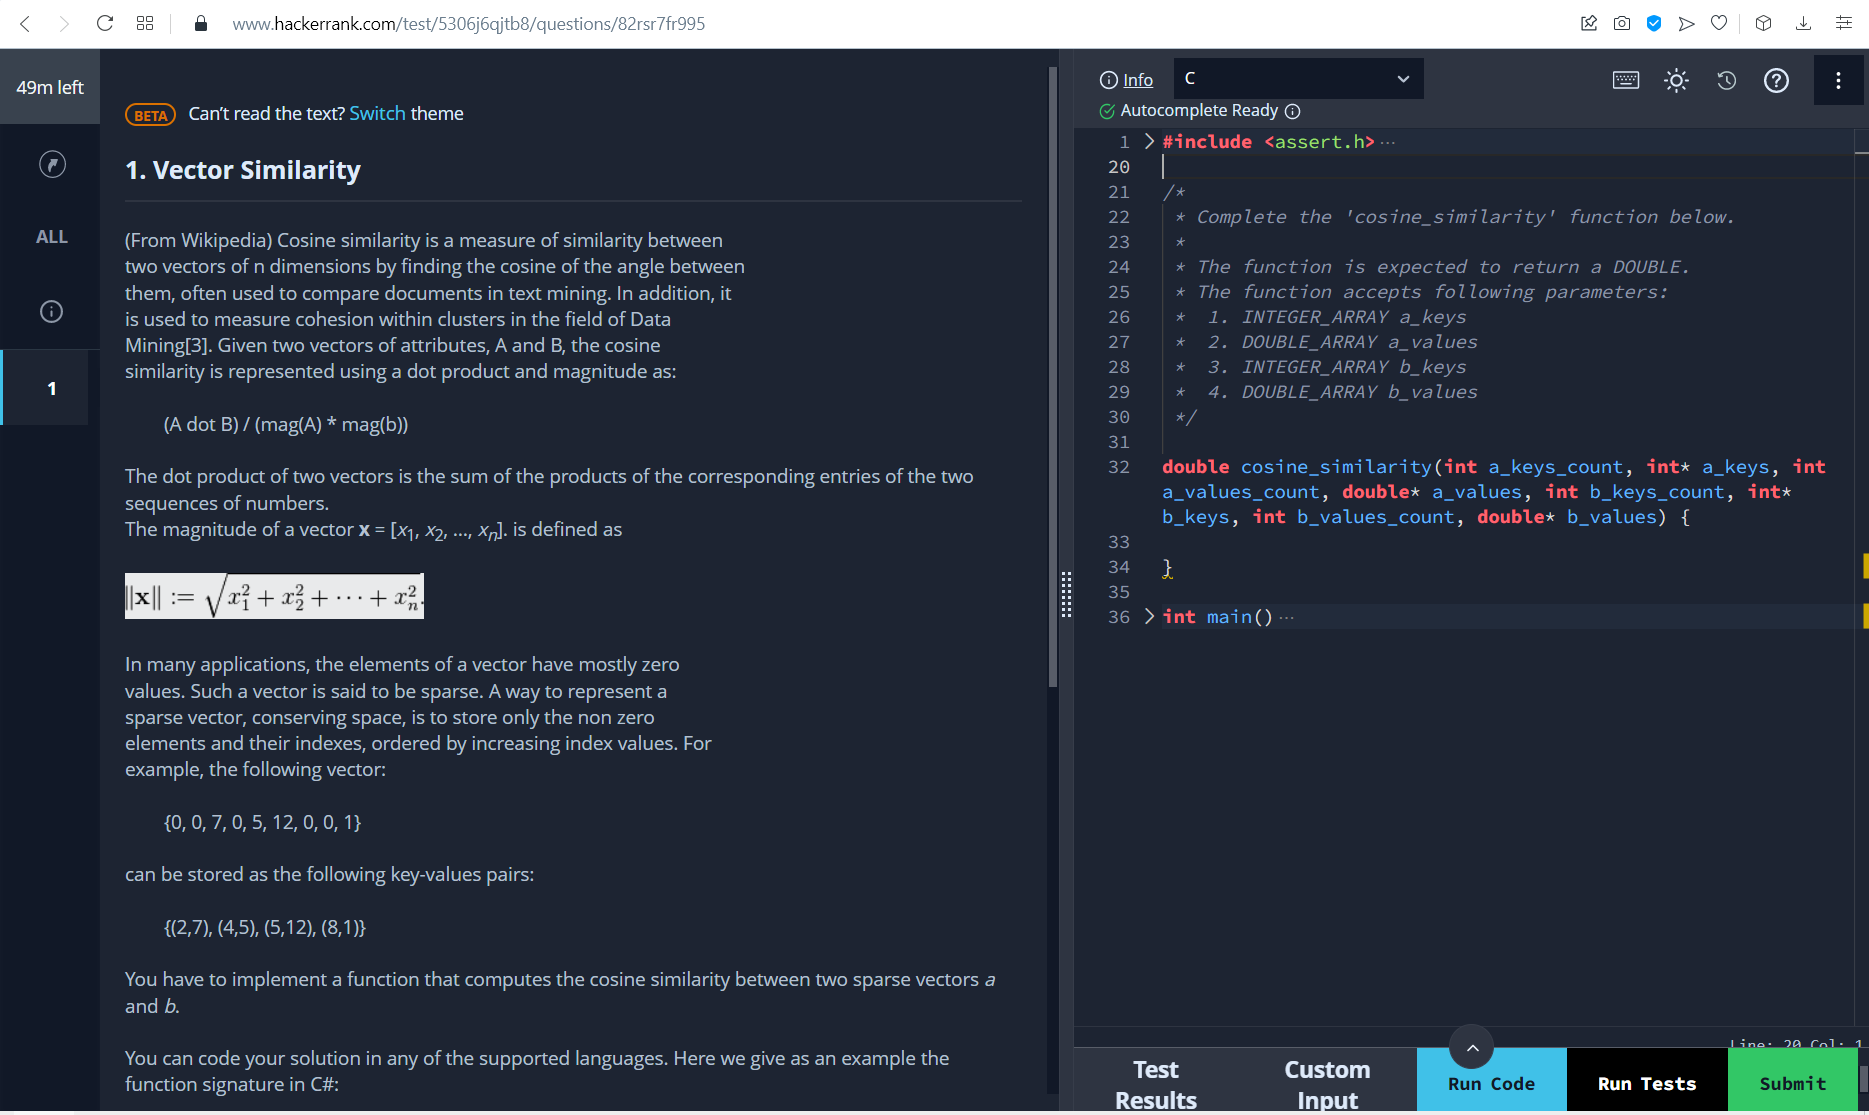 www.hackerrank.com/test/5306j6qjtb8/questions/82rsr7fr995
49m left
ALL
1
BETA Can't read the text? Switch theme
1. Vector Similarity
(From Wikipedia) Cosine similarity is a measure of similarity between
two vectors of n dimensions by finding the cosine of the angle between
them, often used to compare documents in text mining. In addition, it
is used to measure cohesion within clusters in the field of Data
Mining[3]. Given two vectors of attributes, A and B, the cosine
similarity is represented using a dot product and magnitude as:
(A dot B) / (mag(A) * mag(b))
The dot product of two vectors is the sum of the products of the corresponding entries of the two
sequences of numbers.
The magnitude of a vector x = [x1, x2, ..., xn]. is defined as
||x|| := √x₁² + x₂² + ··· + xₙ².
In many applications, the elements of a vector have mostly zero
values. Such a vector is said to be sparse. A way to represent a
sparse vector, conserving space, is to store only the non zero
elements and their indexes, ordered by increasing index values. For
example, the following vector:
{0, 0, 7, 0, 5, 12, 0, 0, 1}
can be stored as the following key-values pairs:
{(2,7), (4,5), (5,12), (8,1)}
You have to implement a function that computes the cosine similarity between two sparse vectors a
and b.
You can code your solution in any of the supported languages. Here we give as an example the
function signature in C#:
Info C
Autocomplete Ready
1 #include <assert.h>···
20
21 /*
22 * Complete the 'cosine_similarity' function below.
23 *
24 * The function is expected to return a DOUBLE.
25 * The function accepts following parameters:
26 * 1. INTEGER_ARRAY a_keys
27 * 2. DOUBLE_ARRAY a_values
28 * 3. INTEGER_ARRAY b_keys
29 * 4. DOUBLE_ARRAY b_values
30 */
31
32 double cosine_similarity(int a_keys_count, int* a_keys, int
a_values_count, double* a_values, int b_keys_count, int*
b_keys, int b_values_count, double* b_values) {
33
34 }
35
36 int main()···
Line: 20 Col: 1
Test
Results
Custom
Input
Run Code
Run Tests
Submit